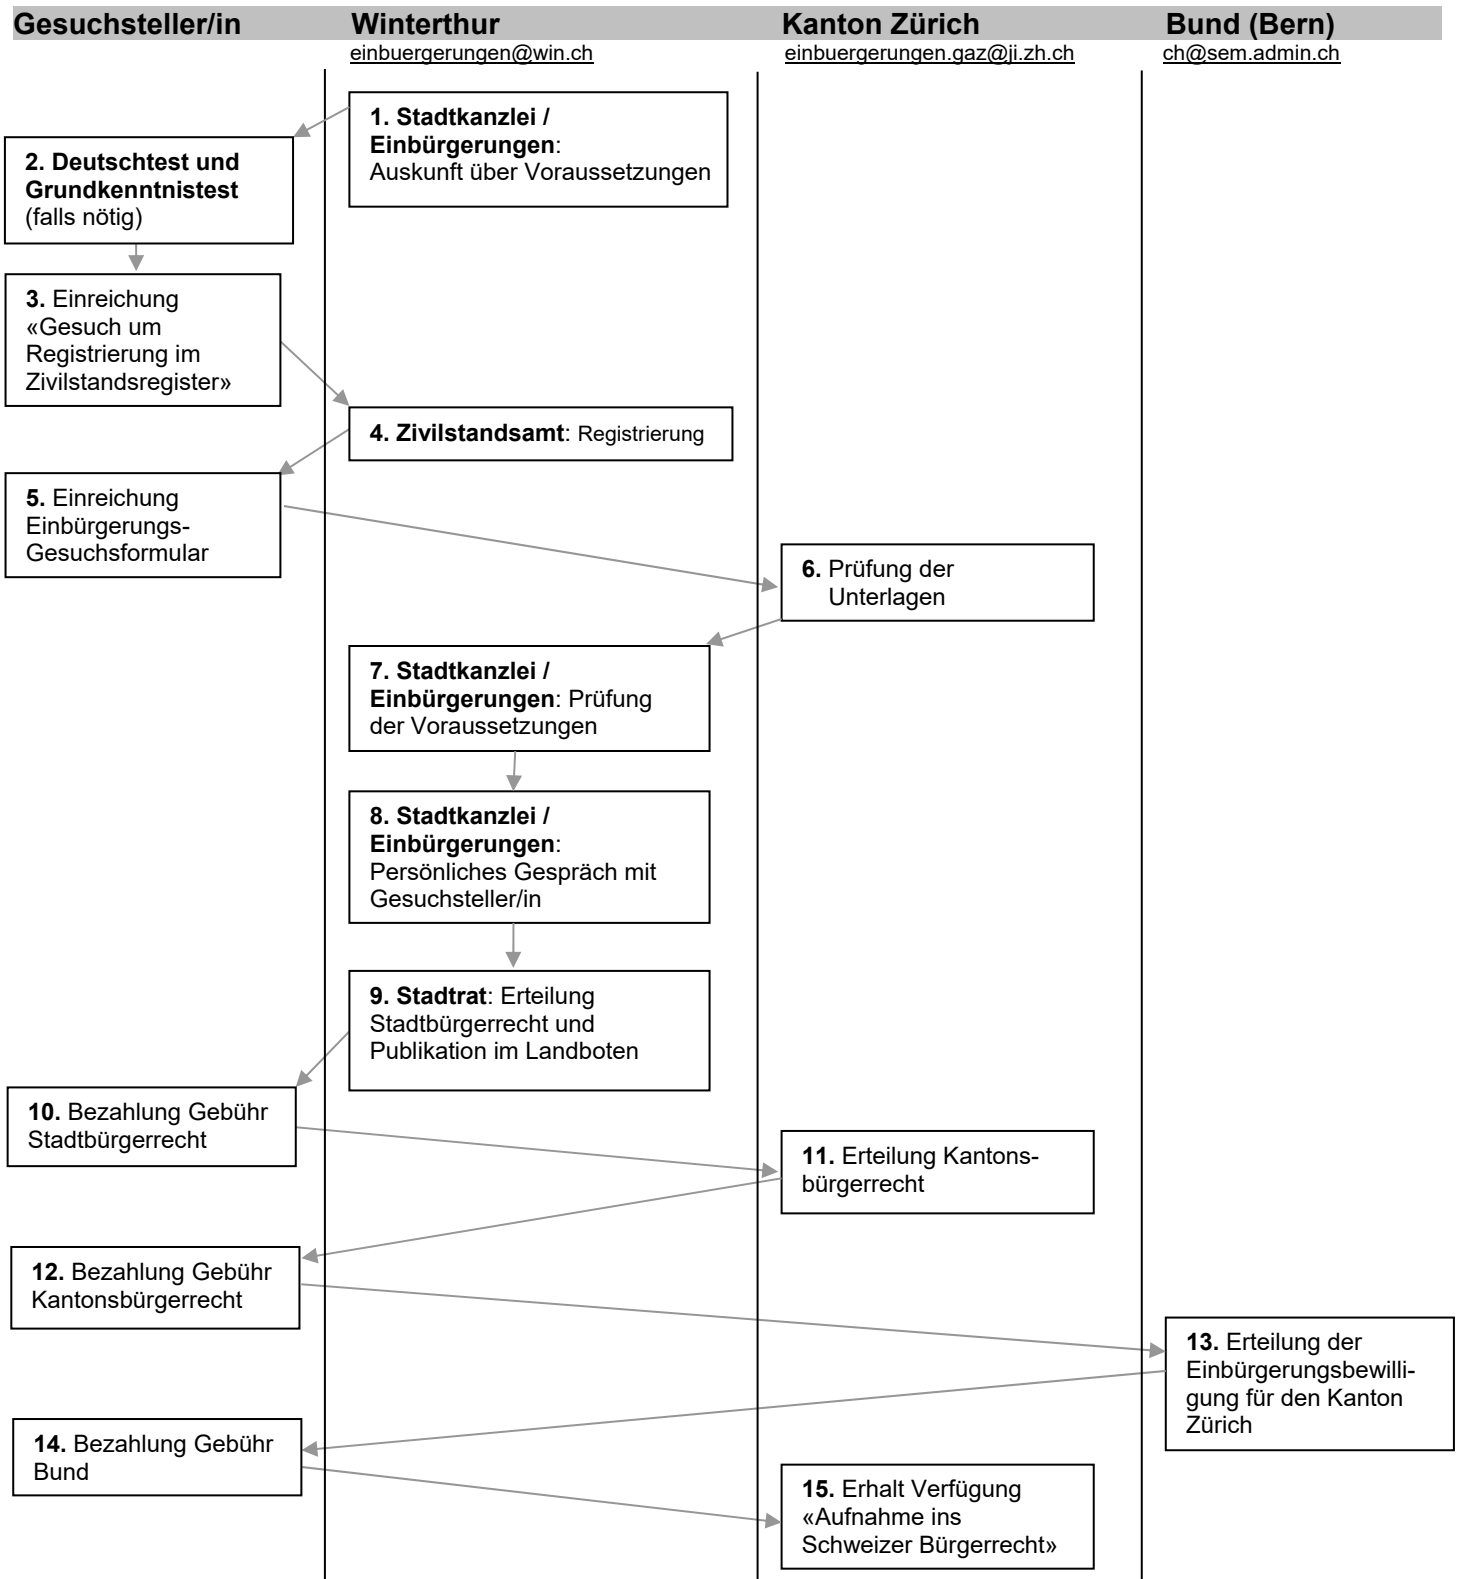 Gesuchsteller/in Winterthur Kanton Zürich Bund (Bern)
einbuergerungen@win.ch einbuergerungen.gaz@ji.zh.ch ch@sem.admin.ch
1. Stadtkanzlei /
Einbürgerungen:
Auskunft über Voraussetzungen
2. Deutschtest und
Grundkenntnistest
(falls nötig)
3. Einreichung
«Gesuch um
Registrierung im
Zivilstandsregister»
4. Zivilstandsamt: Registrierung
5. Einreichung
Einbürgerungs-
Gesuchsformular
6. Prüfung der
Unterlagen
7. Stadtkanzlei /
Einbürgerungen: Prüfung
der Voraussetzungen
8. Stadtkanzlei /
Einbürgerungen:
Persönliches Gespräch mit
Gesuchsteller/in
9. Stadtrat: Erteilung
Stadtbürgerrecht und
Publikation im Landboten
10. Bezahlung Gebühr
Stadtbürgerrecht
11. Erteilung Kantons-
bürgerrecht
12. Bezahlung Gebühr
Kantonsbürgerrecht
13. Erteilung der
Einbürgerungsbewilli-
gung für den Kanton
Zürich
14. Bezahlung Gebühr
Bund
15. Erhalt Verfügung
«Aufnahme ins
Schweizer Bürgerrecht»